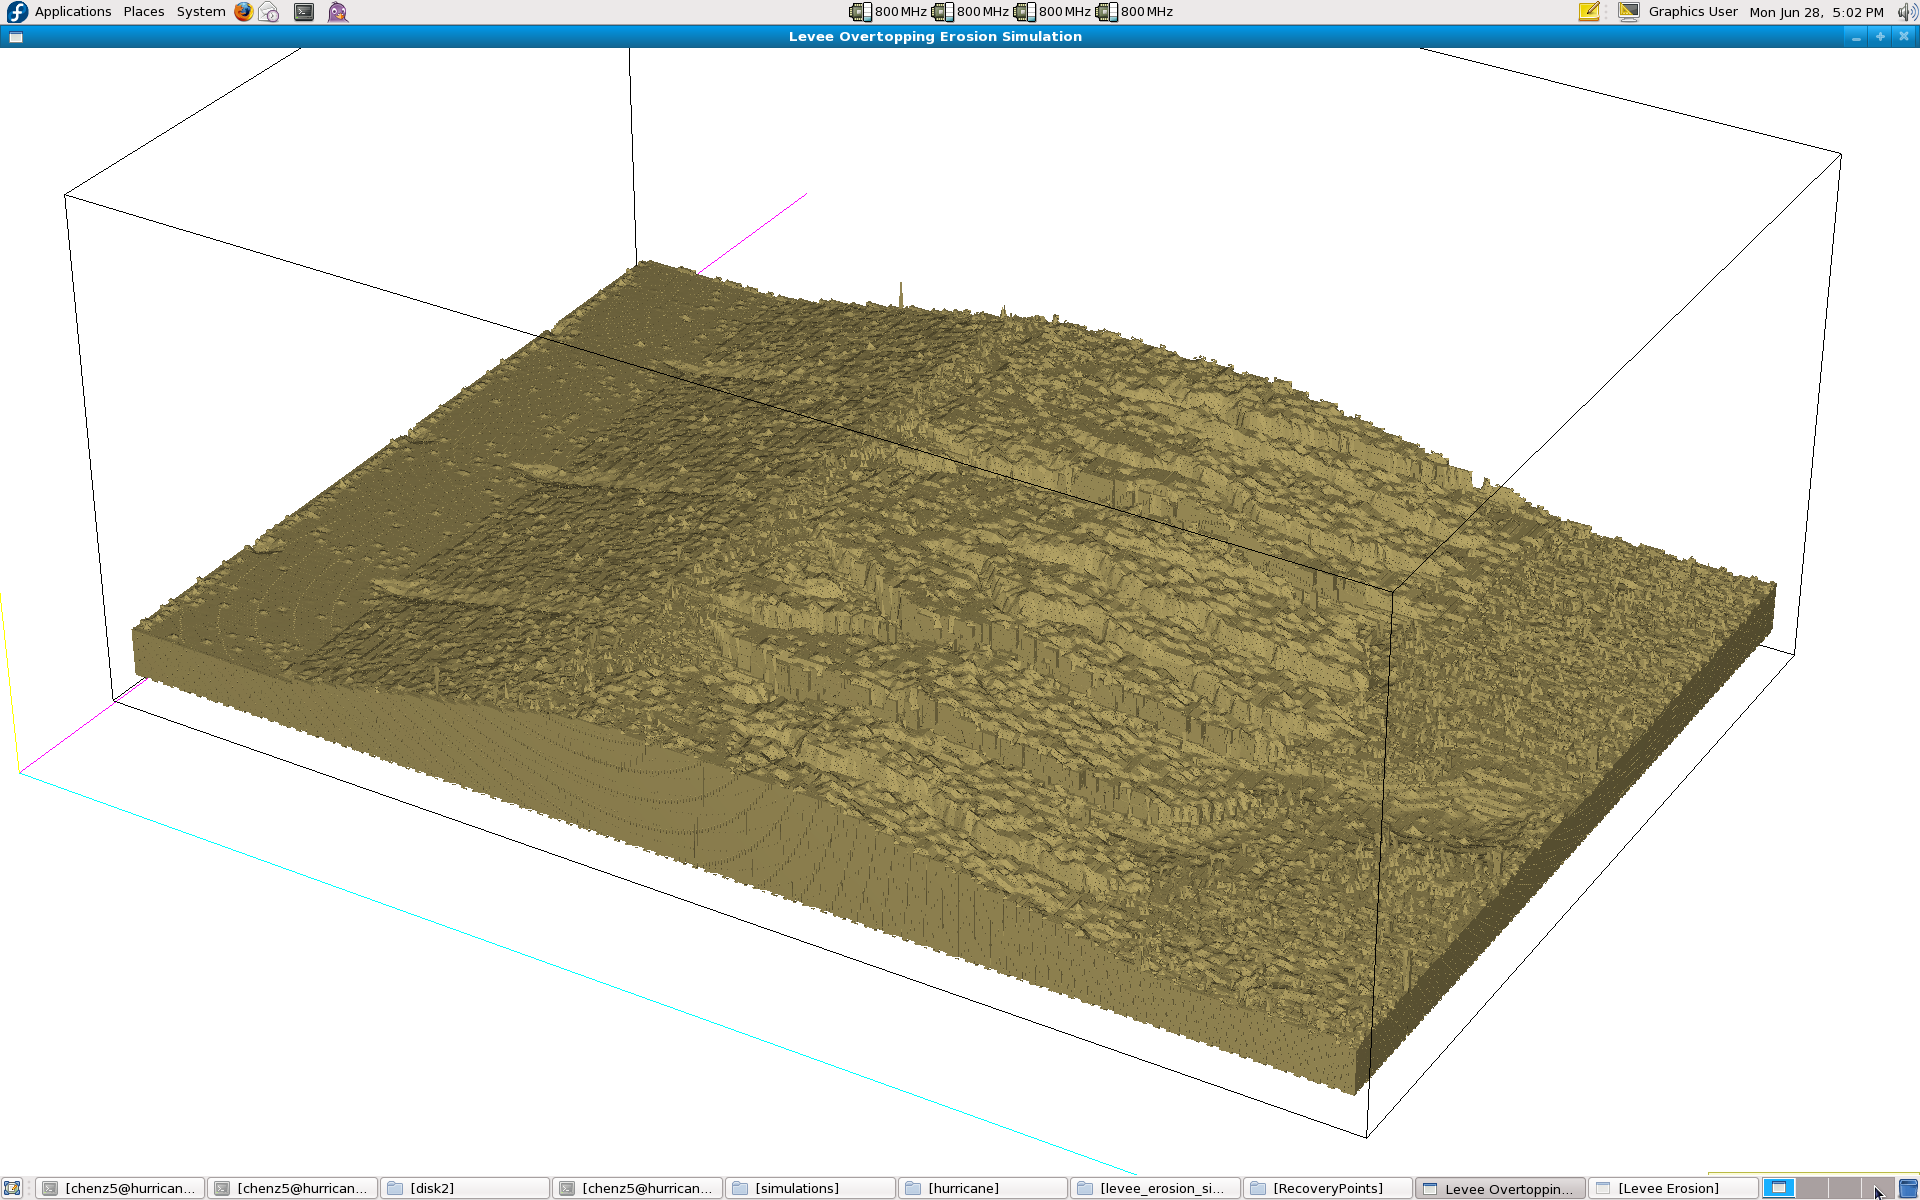 Applications Places System 800 MHz 800 MHz 800 MHz 800 MHz Graphics User Mon Jun 28, 5:02 PM
Levee Overtopping Erosion Simulation
[chenz5@hurrican... [chenz5@hurrican... [disk2] [chenz5@hurrican... [simulations] [hurricane] [levee_erosion_si... [RecoveryPoints] Levee Overtoppin... [Levee Erosion]